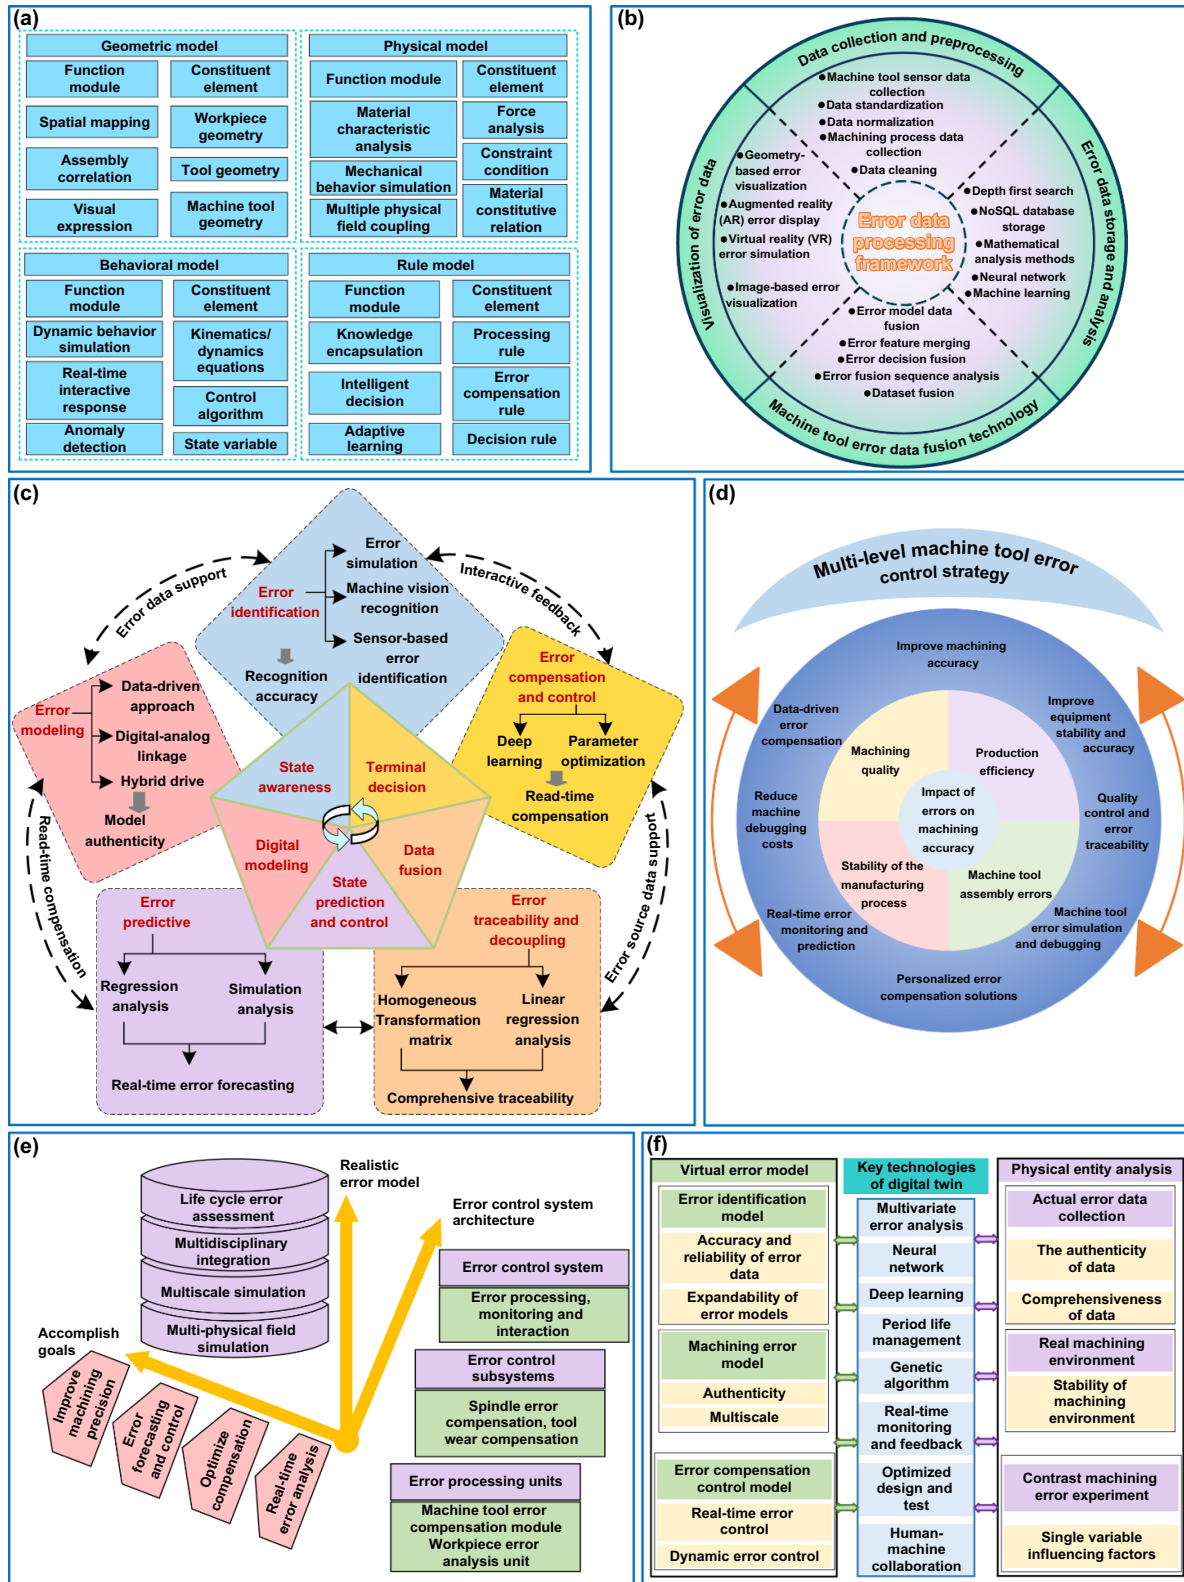 (a)
Geometric model
Function
module
Constituent
element
Spatial mapping
Workpiece
geometry
Assembly
correlation
Tool geometry
Visual
expression
Machine tool
geometry
Physical model
Function module
Constituent
element
Material
characteristic
analysis
Force
analysis
Mechanical
behavior simulation
Constraint
condition
Multiple physical
field coupling
Material
constitutive
relation
Behavioral model
Function
module
Constituent
element
Dynamic behavior
simulation
Kinematics/
dynamics
equations
Real-time
interactive
response
Control
algorithm
Anomaly
detection
State variable
Rule model
Function
module
Constituent
element
Knowledge
encapsulation
Processing
rule
Intelligent
decision
Error
compensation
rule
Adaptive
learning
Decision rule
(b)
Data collection and preprocessing
●Machine tool sensor data
collection
●Data standardization
●Data normalization
●Machining process data
collection
●Data cleaning
Error data storage and analysis
●Depth first search
●NoSQL database
storage
●Mathematical
analysis methods
●Neural network
●Machine learning
Machine tool error data fusion technology
●Error model data
fusion
●Error feature merging
●Error decision fusion
●Error fusion sequence analysis
●Dataset fusion
Visualization of error data
●Geometry-
based error
visualization
●Augmented reality
(AR) error display
●Virtual reality (VR)
error simulation
●Image-based error
visualization
Error data
processing
framework
(c)
Error data support
Interactive feedback
Error
identification
Error
simulation
Machine vision
recognition
Sensor-based
error
identification
Recognition
accuracy
Error
modeling
Data-driven
approach
Digital-analog
linkage
Hybrid drive
Model
authenticity
Error
compensation
and control
Deep
learning
Parameter
optimization
Read-time
compensation
State
awareness
Terminal
decision
Digital
modeling
Data
fusion
State
prediction
and control
Read-time compensation
Error source data support
Error
predictive
Regression
analysis
Simulation
analysis
Real-time error forecasting
Error
traceability and
decoupling
Homogeneous
Transformation
matrix
Linear
regression
analysis
Comprehensive traceability
(d)
Multi-level machine tool error
control strategy
Improve machining
accuracy
Data-driven
error
compensation
Improve
equipment
stability and
accuracy
Reduce
machine
debugging
costs
Quality
control and
error
traceability
Real-time error
monitoring and
prediction
Machine tool
error simulation
and debugging
Personalized error
compensation solutions
Machining
quality
Production
efficiency
Impact of
errors on
machining
accuracy
Stability of the
manufacturing
process
Machine tool
assembly errors
(e)
Realistic
error model
Life cycle error
assessment
Multidisciplinary
integration
Multiscale simulation
Multi-physical field
simulation
Accomplish
goals
Improve
machining
precision
Error
forecasting
and control
Optimize
compensation
Real-time
error analysis
Error control system
architecture
Error control system
Error processing,
monitoring and
interaction
Error control
subsystems
Spindle error
compensation, tool
wear compensation
Error processing units
Machine tool error
compensation module
Workpiece error
analysis unit
(f)
Virtual error model
Error identification
model
Accuracy and
reliability of error
data
Expandability of
error models
Machining error
model
Authenticity
Multiscale
Error compensation
control model
Real-time error
control
Dynamic error control
Key technologies
of digital twin
Multivariate
error analysis
Neural
network
Deep learning
Period life
management
Genetic
algorithm
Real-time
monitoring
and feedback
Optimized
design and
test
Human-
machine
collaboration
Physical entity analysis
Actual error data
collection
The authenticity
of data
Comprehensiveness
of data
Real machining
environment
Stability of
machining
environment
Contrast machining
error experiment
Single variable
influencing factors